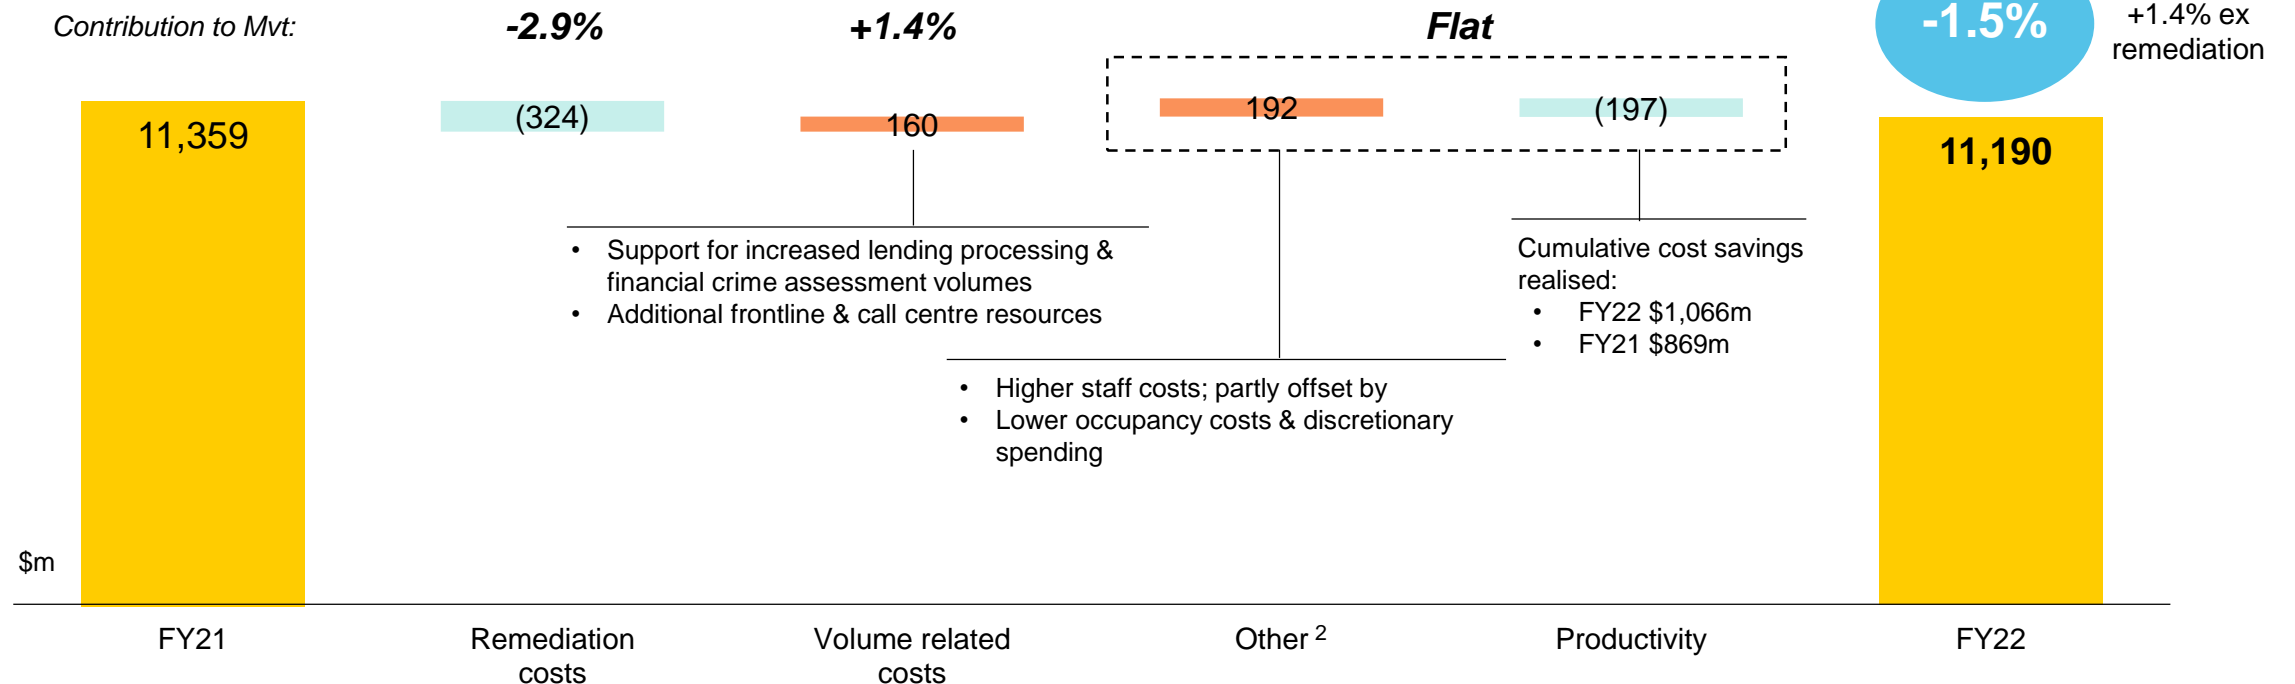 Contribution to Mvt:
-2.9%
+1.4%
Flat
-1.5%
+1.4% ex
remediation
11,359
(324)
160
192
(197)
11,190
• Support for increased lending processing &
financial crime assessment volumes
• Additional frontline & call centre resources
Cumulative cost savings
realised:
• FY22 $1,066m
• FY21 $869m
• Higher staff costs; partly offset by
• Lower occupancy costs & discretionary
spending
$m
FY21
Remediation
costs
Volume related
costs
Other 2
Productivity
FY22